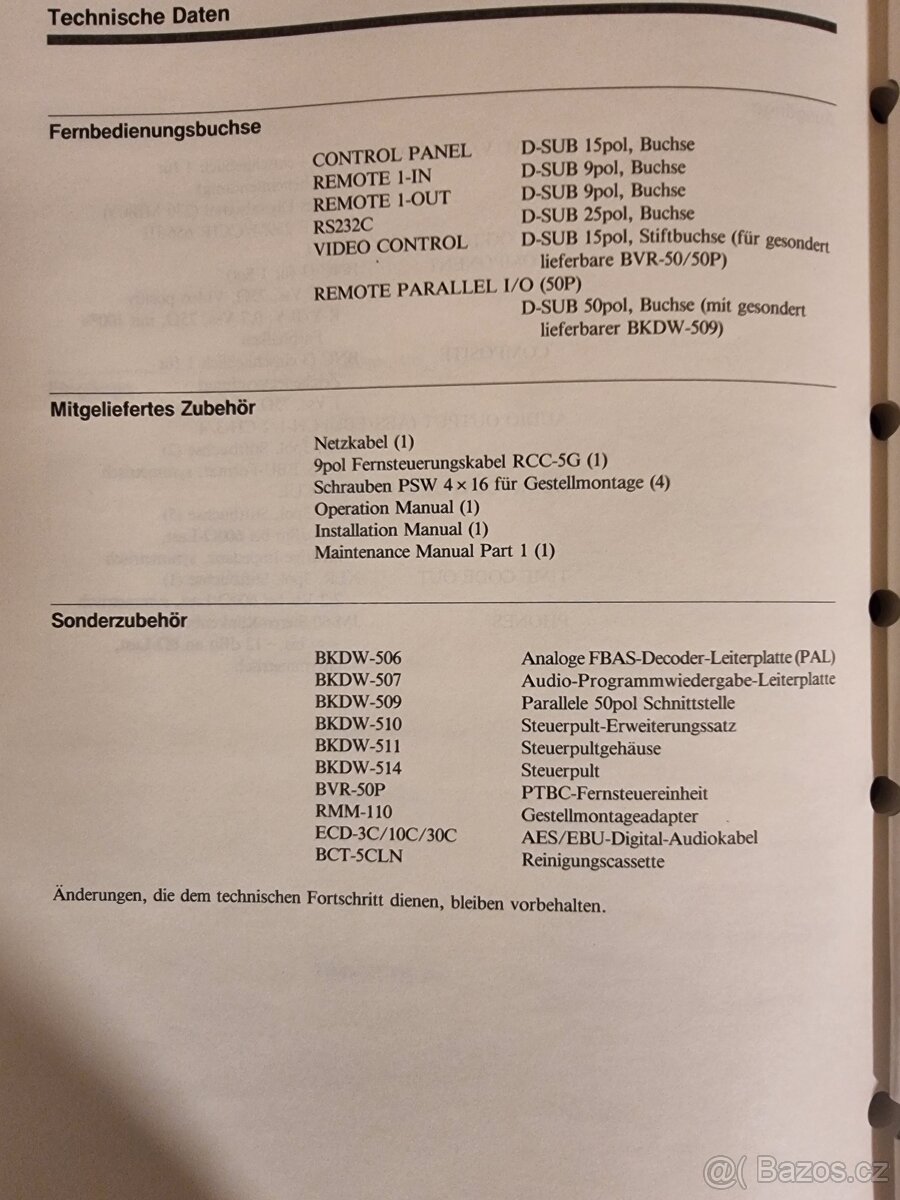 Technische Daten
Fernbedienungsbuchse
CONTROL PANEL D-SUB 15pol, Buchse
REMOTE 1-IN D-SUB 9pol, Buchse
REMOTE 1-OUT D-SUB 9pol, Buchse
RS232C D-SUB 25pol, Buchse
VIDEO CONTROL D-SUB 15pol, Stiftbuchse (für gesondert
lieferbare BVR-50/50P)
REMOTE PARALLEL I/O (50P)
D-SUB 50pol, Buchse (mit gesondert
lieferbarer BKDW-509)
Mitgeliefertes Zubehör
Netzkabel (1)
9pol Fernsteuerungskabel RCC-5G (1)
Schrauben PSW 4 × 16 für Gestellmontage (4)
Operation Manual (1)
Installation Manual (1)
Maintenance Manual Part 1 (1)
Sonderzubehör
BKDW-506 Analoge FBAS-Decoder-Leiterplatte (PAL)
BKDW-507 Audio-Programmwiedergabe-Leiterplatte
BKDW-509 Parallele 50pol Schnittstelle
BKDW-510 Steuerpult-Erweiterungssatz
BKDW-511 Steuerpultgehäuse
BKDW-514 Steuerpult
BVR-50P PTBC-Fernsteuereinheit
RMM-110 Gestellmontageadapter
ECD-3C/10C/30C AES/EBU-Digital-Audiokabel
BCT-5CLN Reinigungscassette
Änderungen, die dem technischen Fortschritt dienen, bleiben vorbehalten.
@( Bazos.cz